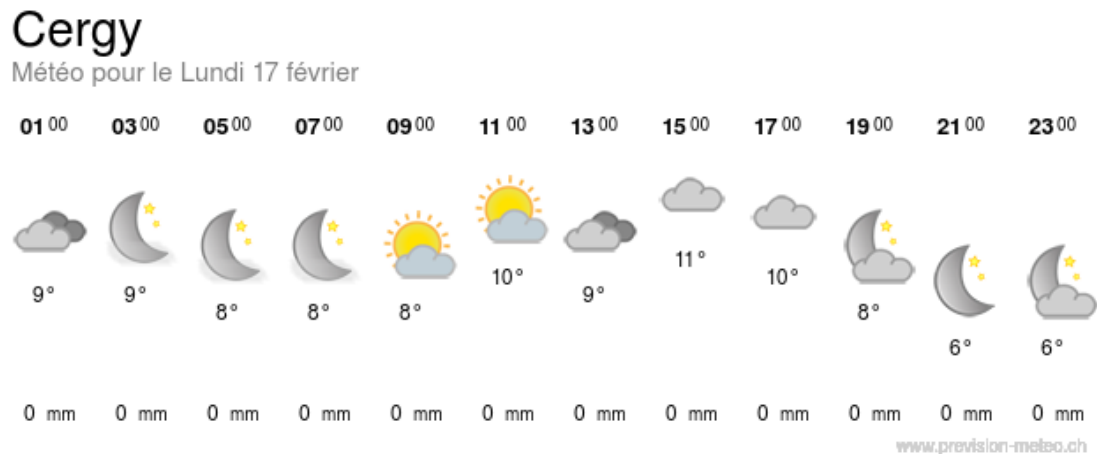 Cergy
Météo pour le Lundi 17 février
01 00 03 00 05 00 07 00 09 00 11 00 13 00 15 00 17 00 19 00 21 00 23 00
9° 9° 8° 8° 8° 10° 9° 11° 10° 8° 6° 6°
0 mm 0 mm 0 mm 0 mm 0 mm 0 mm 0 mm 0 mm 0 mm 0 mm 0 mm 0 mm
www.prevision-meteo.ch